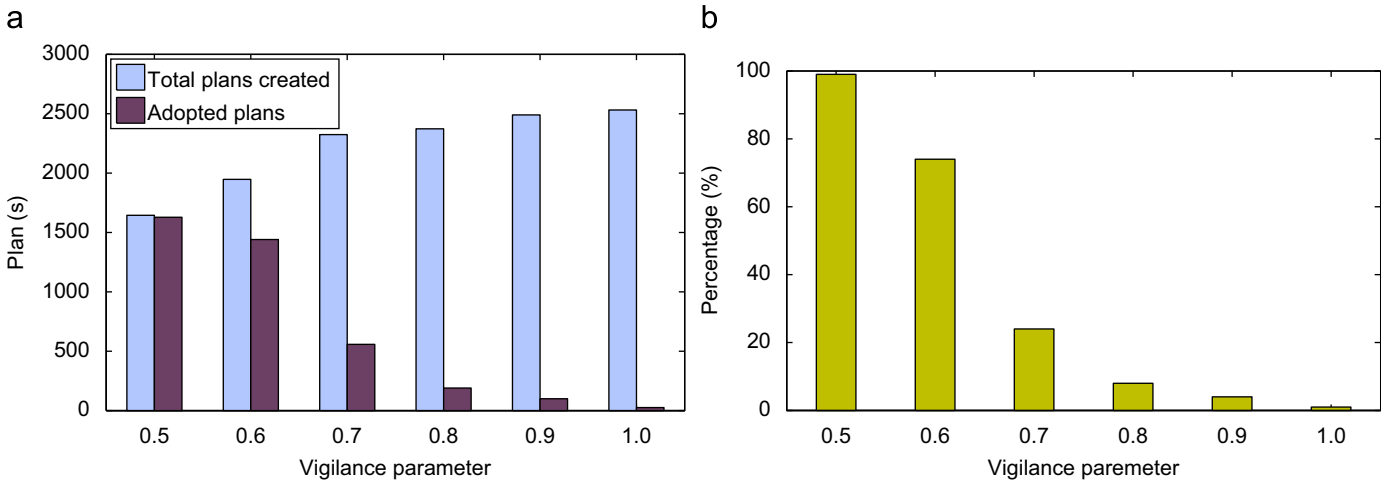 a
3000
2500
2000
1500
1000
500
0
Plan (s)
Total plans created
Adopted plans
0.5 0.6 0.7 0.8 0.9 1.0
Vigilance parameter
b
100
80
60
40
20
0
Percentage (%)
0.5 0.6 0.7 0.8 0.9 1.0
Vigilance paremeter